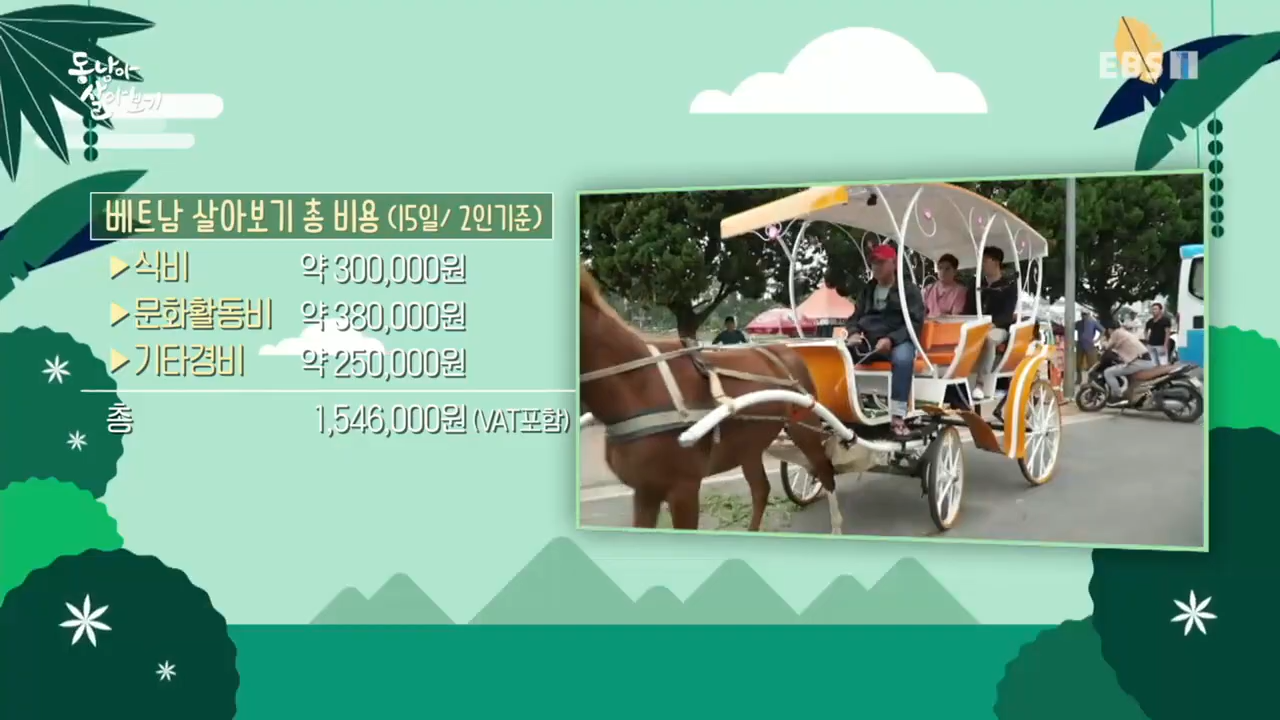 동남아
살아보기
EBS 1
베트남 살아보기 총 비용 (15일/ 2인기준)
▶식비 약 300,000원
▶문화활동비 약 380,000원
▶기타경비 약 250,000원
총 1,546,000원 (VAT포함)